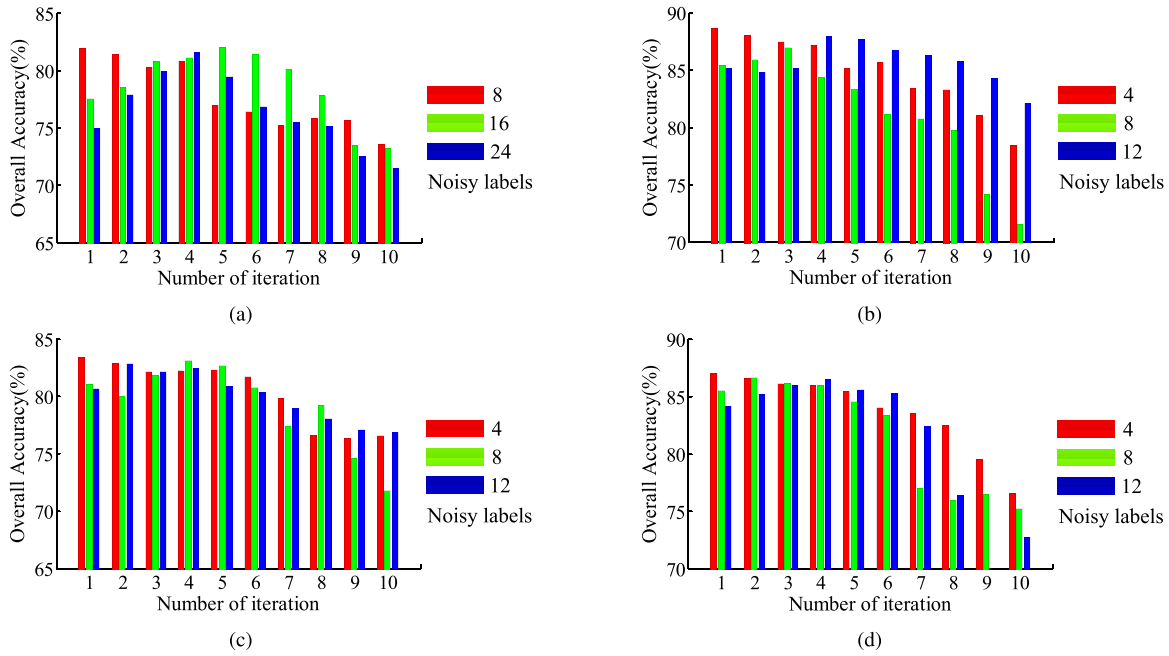 85
80
75
70
65
Overall Accuracy(%)
1 2 3 4 5 6 7 8 9 10
Number of iteration
8
16
24
Noisy labels
(a)
90
85
80
75
70
Overall Accuracy(%)
1 2 3 4 5 6 7 8 9 10
Number of iteration
4
8
12
Noisy labels
(b)
85
80
75
70
65
Overall Accuracy(%)
1 2 3 4 5 6 7 8 9 10
Number of iteration
4
8
12
Noisy labels
(c)
90
85
80
75
70
Overall Accuracy(%)
1 2 3 4 5 6 7 8 9 10
Number of iteration
4
8
12
Noisy labels
(d)